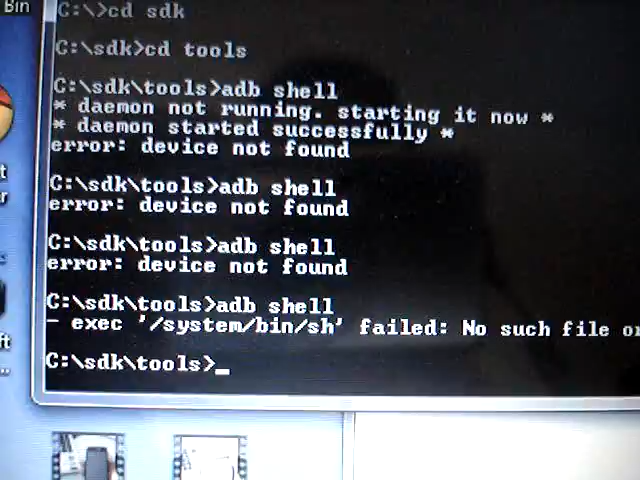 Bin
C:\>cd sdk
C:\sdk>cd tools
C:\sdk\tools>adb shell
* daemon not running. starting it now *
* daemon started successfully *
error: device not found
C:\sdk\tools>adb shell
error: device not found
C:\sdk\tools>adb shell
error: device not found
C:\sdk\tools>adb shell
- exec '/system/bin/sh' failed: No such file or
C:\sdk\tools>_